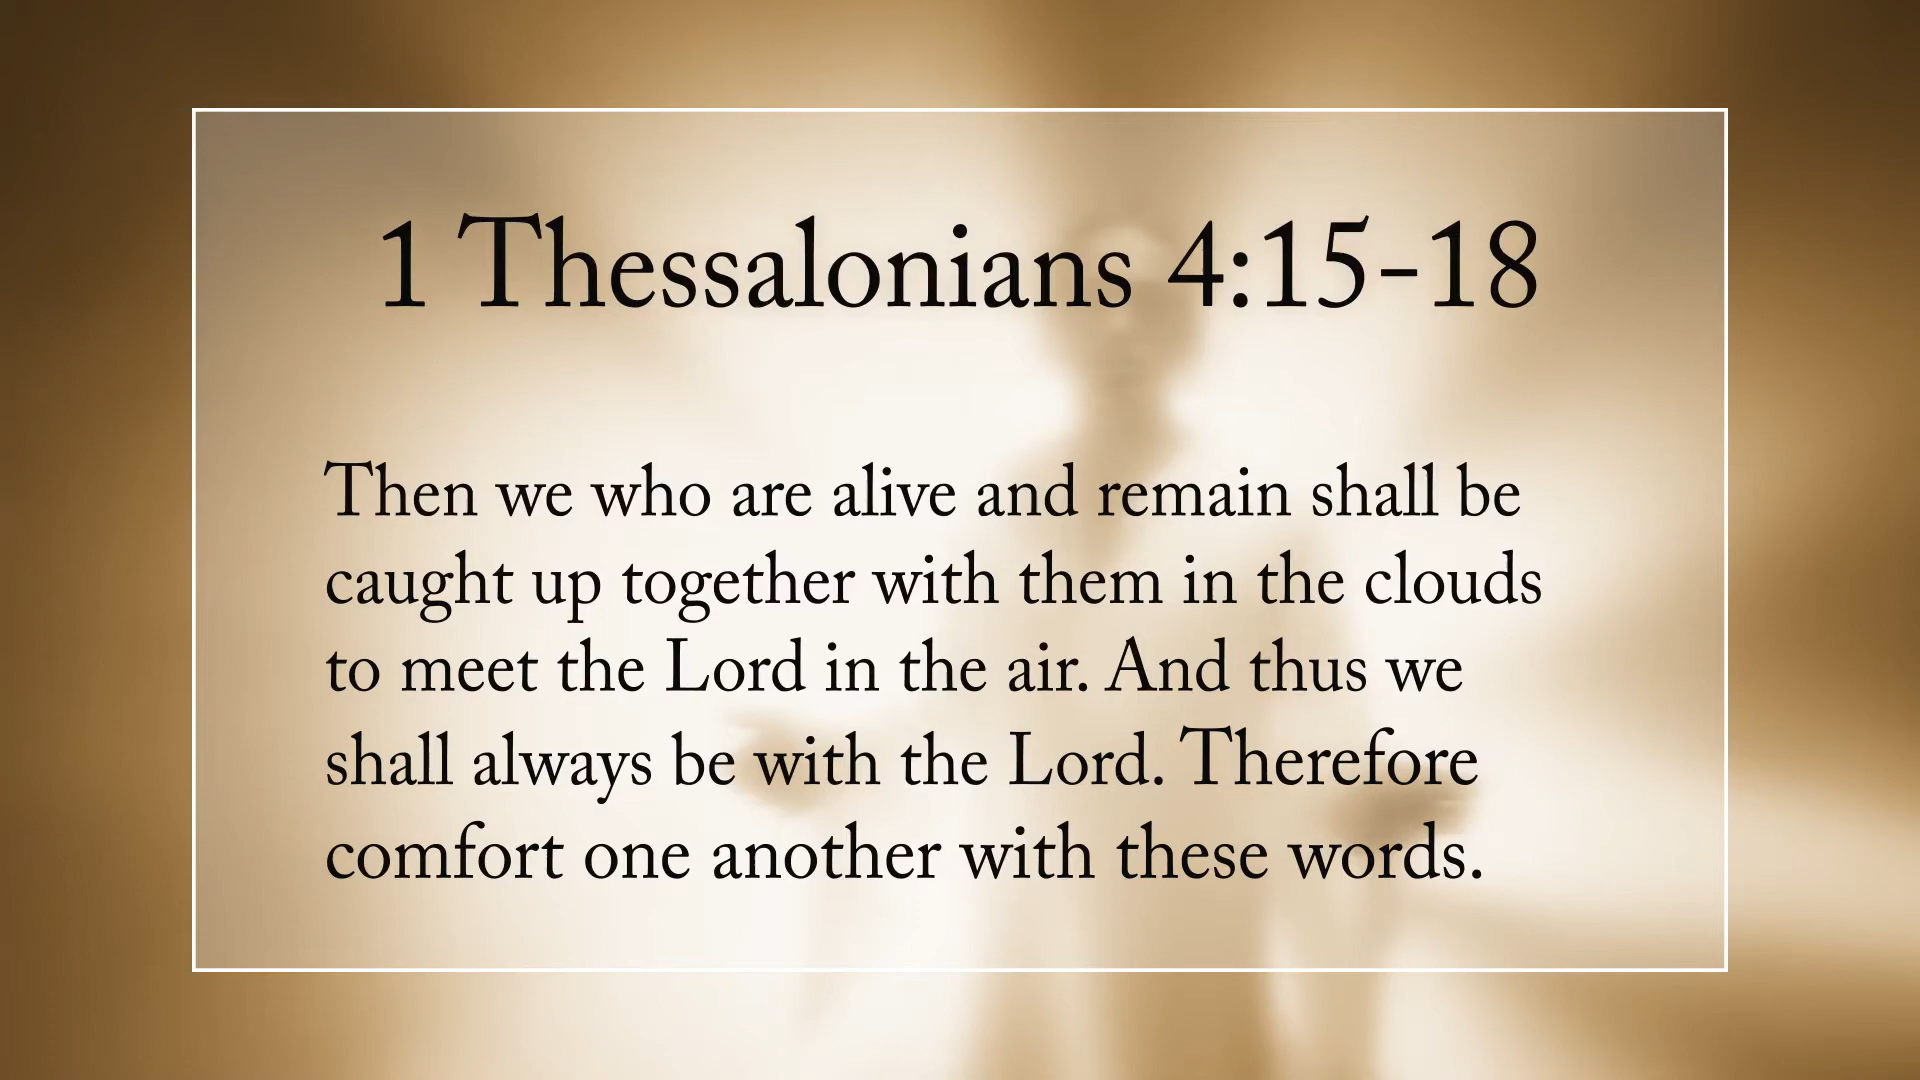 1 Thessalonians 4:15-18
Then we who are alive and remain shall be
caught up together with them in the clouds
to meet the Lord in the air. And thus we
shall always be with the Lord. Therefore
comfort one another with these words.